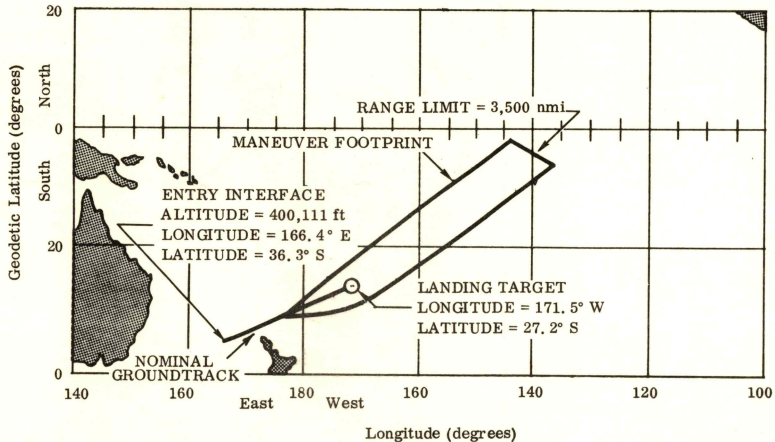 20
North
0
South
20
0
Geodetic Latitude (degrees)
RANGE LIMIT = 3,500 nmi
MANEUVER FOOTPRINT
ENTRY INTERFACE
ALTITUDE = 400,111 ft
LONGITUDE = 166.4° E
LATITUDE = 36.3° S
LANDING TARGET
LONGITUDE = 171.5° W
LATITUDE = 27.2° S
NOMINAL
GROUNDTRACK
140 160 180 160 140 120 100
East West
Longitude (degrees)